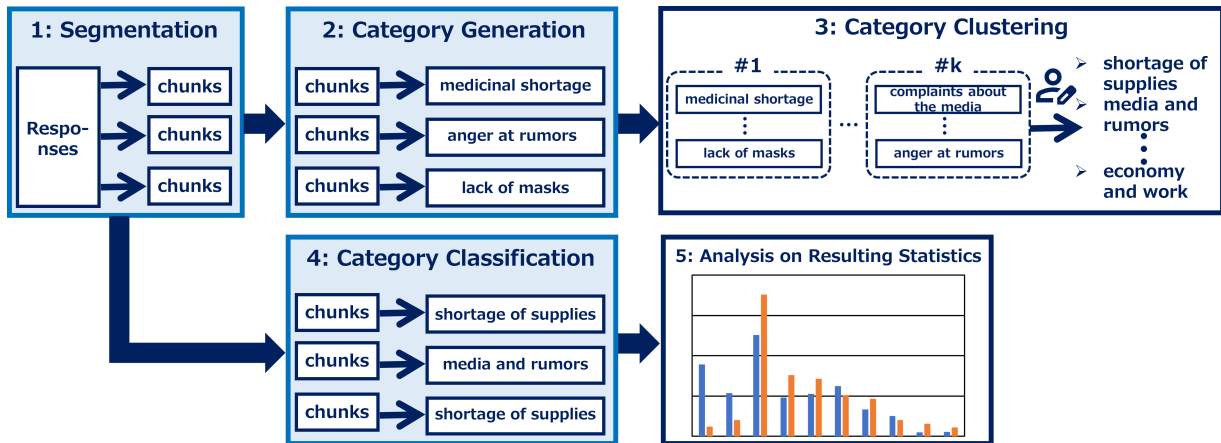 1: Segmentation
Respo-
nses
chunks
chunks
chunks
2: Category Generation
chunks
medicinal shortage
chunks
anger at rumors
chunks
lack of masks
3: Category Clustering
#1
medicinal shortage
lack of masks
...
#k
complaints about
the media
anger at rumors
➢ shortage of
supplies
➢ media and
rumors
➢ economy
and work
4: Category Classification
chunks
shortage of supplies
chunks
media and rumors
chunks
shortage of supplies
5: Analysis on Resulting Statistics